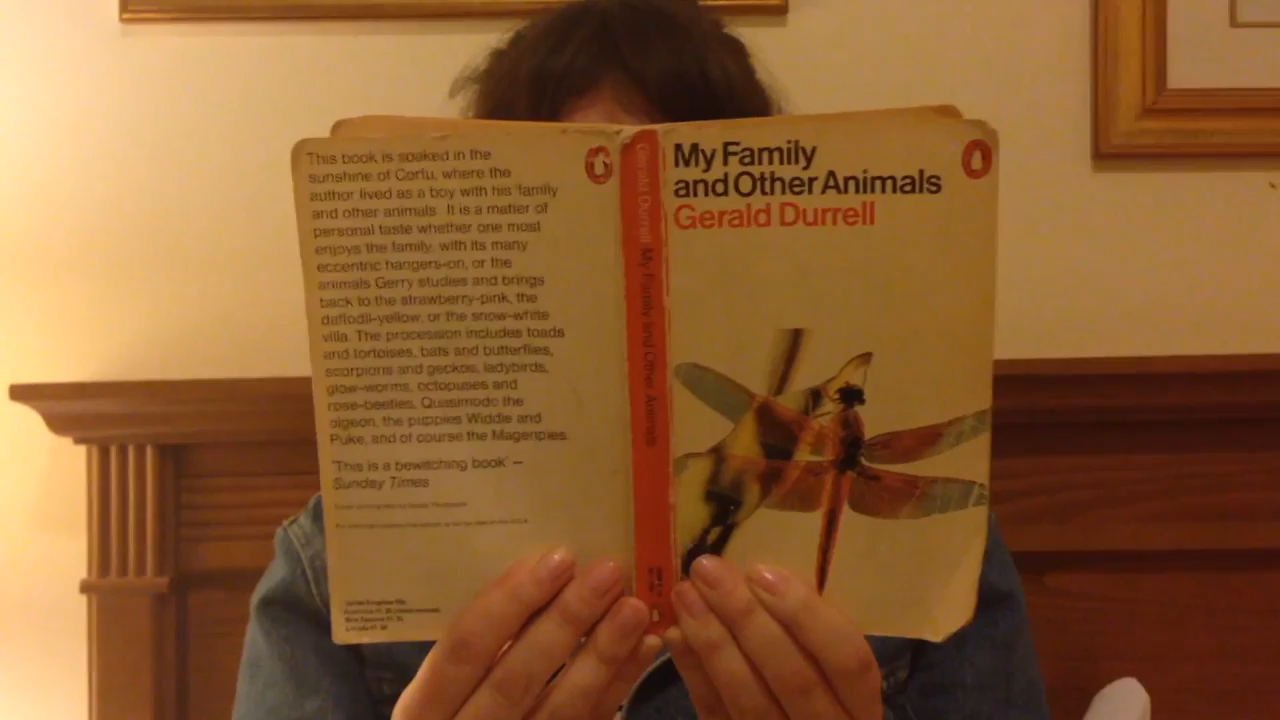 This book is soaked in the
sunshine of Corfu, where the
author lived as a boy with his family
and other animals. It is a matter of
personal taste whether one most
enjoys the family, with its many
eccentric hangers-on, or the
animals Gerry studies and brings
back to the strawberry-pink, the
daffodil-yellow, or the snow-white
villa. The procession includes toads
and tortoises, bats and butterflies,
scorpions and geckos, ladybirds,
glow-worms, octopuses and
rose-beetles, Quasimodo the
pigeon, the puppies Widdle and
Puke, and of course the Magenpies.
'This is a bewitching book' –
Sunday Times
Gerald Durrell My Family and Other Animals
My Family
and Other Animals
Gerald Durrell